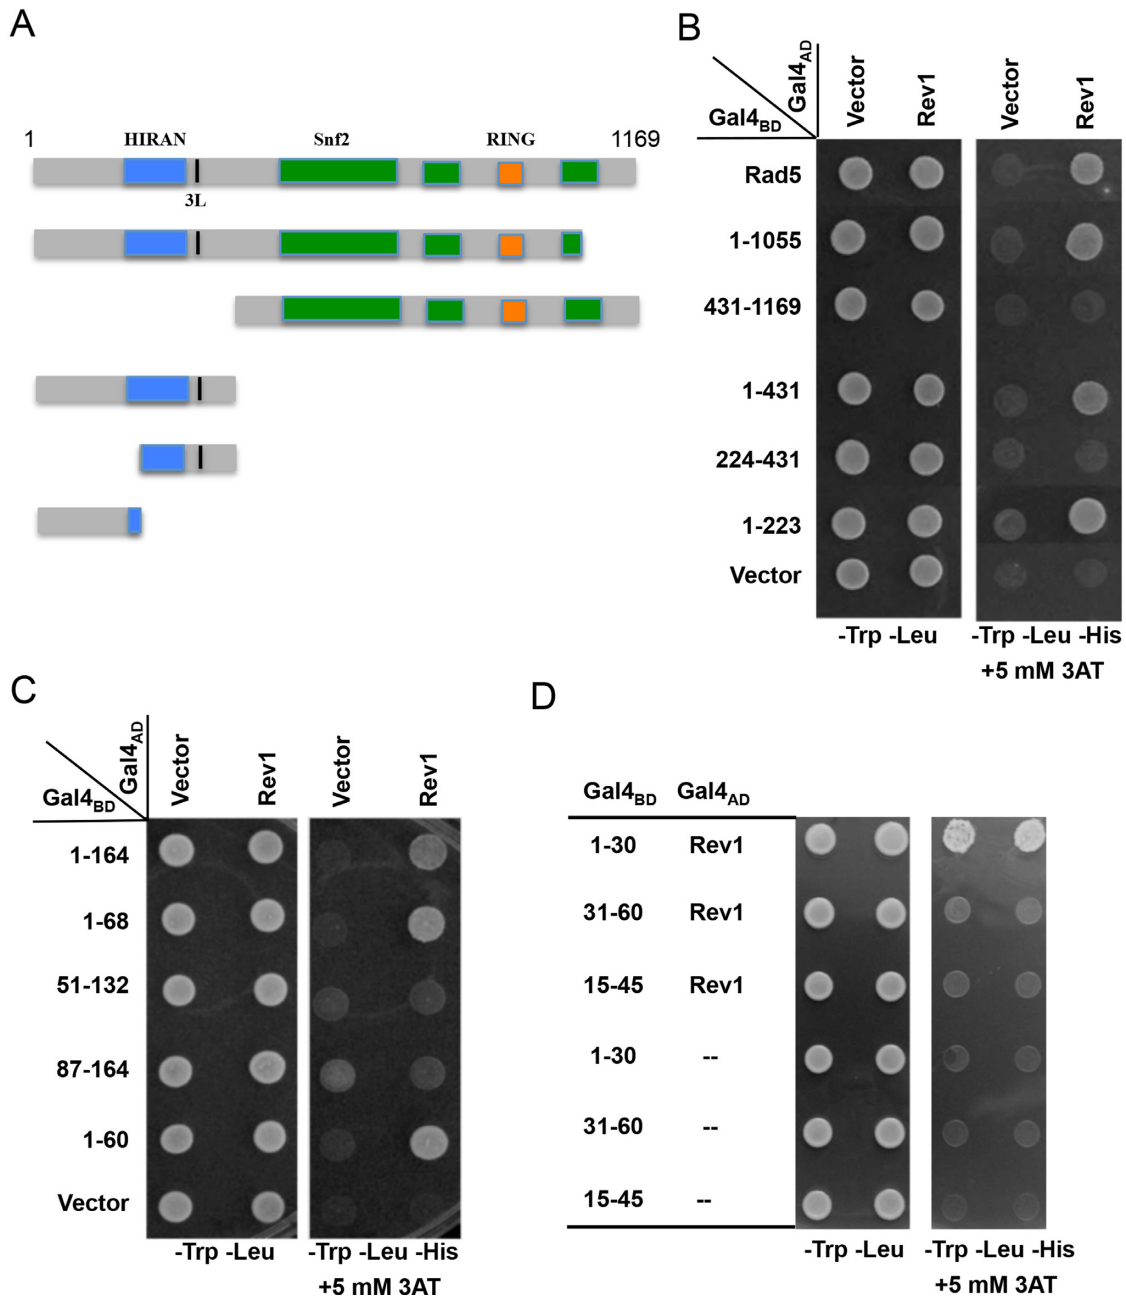 A
1 HIRAN Snf2 RING 1169
3L
B
Gal4BD Gal4AD Vector Rev1 Vector Rev1
Rad5
1-1055
431-1169
1-431
224-431
1-223
Vector
-Trp -Leu -Trp -Leu -His
+5 mM 3AT
C
Gal4BD Gal4AD Vector Rev1 Vector Rev1
1-164
1-68
51-132
87-164
1-60
Vector
-Trp -Leu -Trp -Leu -His
+5 mM 3AT
D
Gal4BD Gal4AD
1-30 Rev1
31-60 Rev1
15-45 Rev1
1-30 --
31-60 --
15-45 --
-Trp -Leu -Trp -Leu -His
+5 mM 3AT